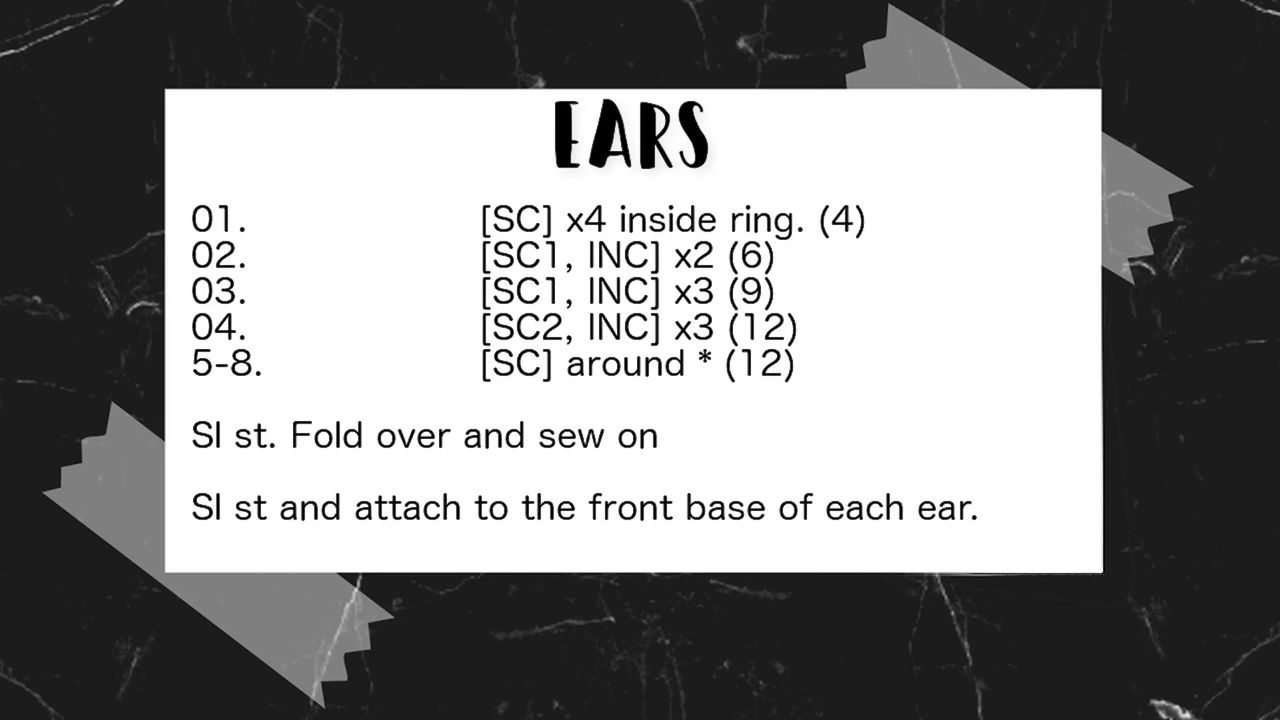 EARS
01. [SC] x4 inside ring. (4)
02. [SC1, INC] x2 (6)
03. [SC1, INC] x3 (9)
04. [SC2, INC] x3 (12)
5-8. [SC] around * (12)
Sl st. Fold over and sew on
Sl st and attach to the front base of each ear.